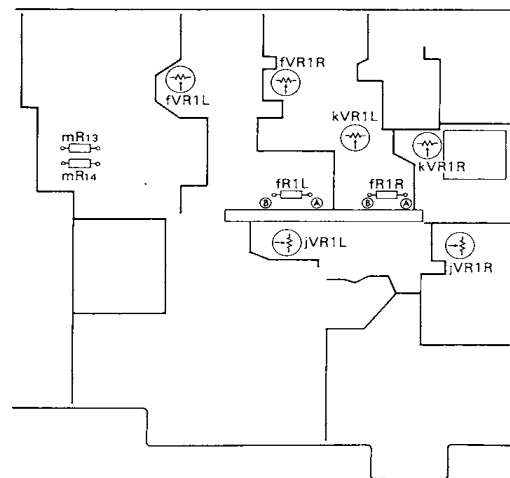 fVR1L
fVR1R
kVR1L
kVR1R
mR13
mR14
fR1L
fR1R
B A B A
jVR1L
jVR1R